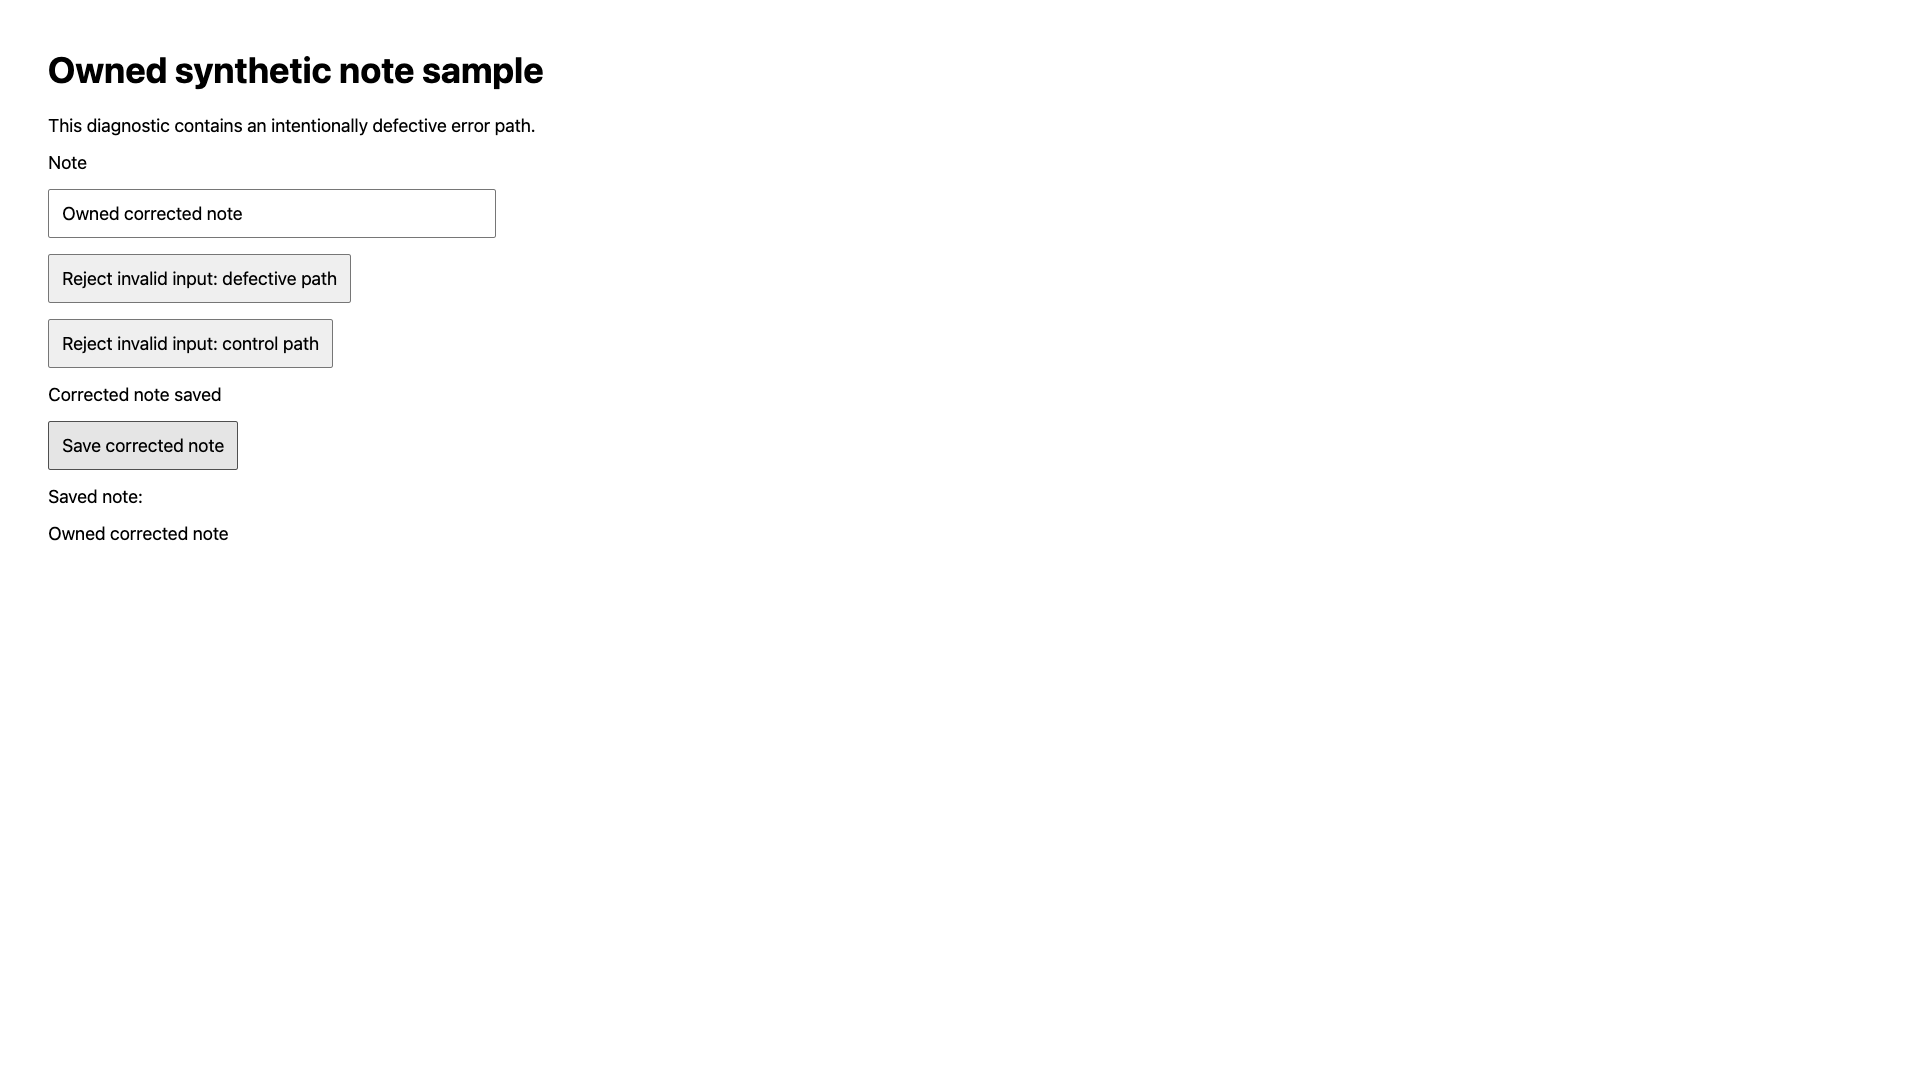 Owned synthetic note sample
This diagnostic contains an intentionally defective error path.
Note
Owned corrected note
Reject invalid input: defective path
Reject invalid input: control path
Corrected note saved
Save corrected note
Saved note:
Owned corrected note